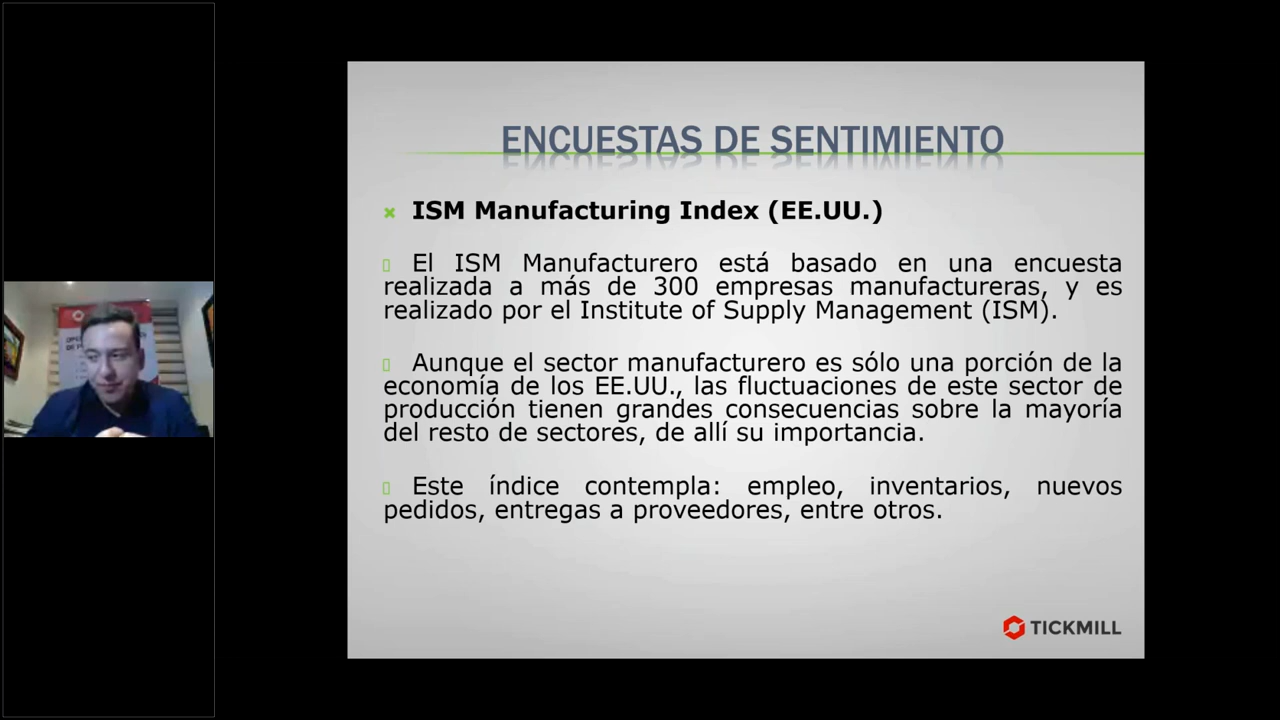 ENCUESTAS DE SENTIMIENTO
ISM Manufacturing Index (EE.UU.)
El ISM Manufacturero está basado en una encuesta
realizada a más de 300 empresas manufactureras, y es
realizado por el Institute of Supply Management (ISM).
Aunque el sector manufacturero es sólo una porción de la
economía de los EE.UU., las fluctuaciones de este sector de
producción tienen grandes consecuencias sobre la mayoría
del resto de sectores, de allí su importancia.
Este índice contempla: empleo, inventarios, nuevos
pedidos, entregas a proveedores, entre otros.
TICKMILL